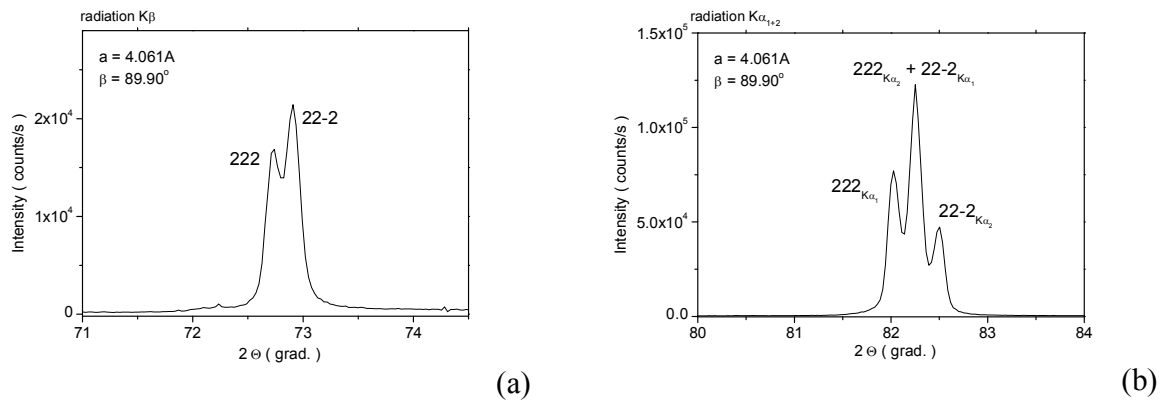 radiation Kβ
a = 4.061A
β = 89.90°
222
22-2
Intensity ( counts/s )
2x10⁴
1x10⁴
0
71
72
73
74
2 Θ ( grad. )
(a)
radiation Kα₁₊₂
a = 4.061A
β = 89.90°
222Kα₂ + 22-2Kα₁
222Kα₁
22-2Kα₂
Intensity ( counts/s )
1.5x10⁵
1.0x10⁵
5.0x10⁴
0.0
80
81
82
83
84
2 Θ ( grad. )
(b)